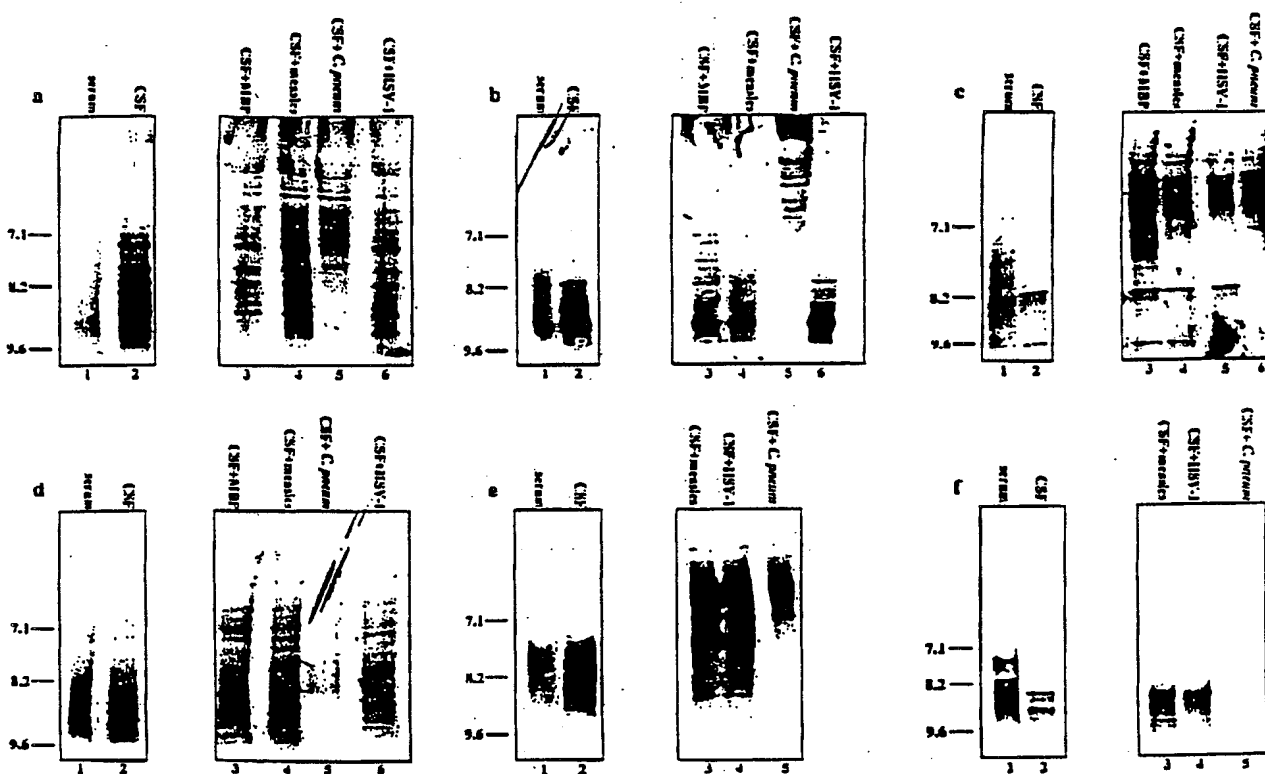 a
serum
CSF
CSF+MBP
CSF+measles
CSF+C. pneum
CSF+HSV-1
7.1
8.2
9.6
1 2 3 4 5 6
b
serum
CSF
CSF+MBP
CSF+measles
CSF+C. pneum
CSF+HSV-1
7.1
8.2
9.6
1 2 3 4 5 6
c
serum
CSF
CSF+MBP
CSF+measles
CSF+HSV-1
CSF+C. pneum
7.1
8.2
9.6
1 2 3 4 5 6
d
serum
CSF
CSF+MBP
CSF+measles
CSF+C. pneum
CSF+HSV-1
7.1
8.2
9.6
1 2 3 4 5 6
e
serum
CSF
CSF+measles
CSF+HSV-1
CSF+C. pneum
7.1
8.2
9.6
1 2 3 4 5
f
serum
CSF
CSF+measles
CSF+HSV-1
CSF+C. pneum
7.1
8.2
9.6
1 2 3 4 5